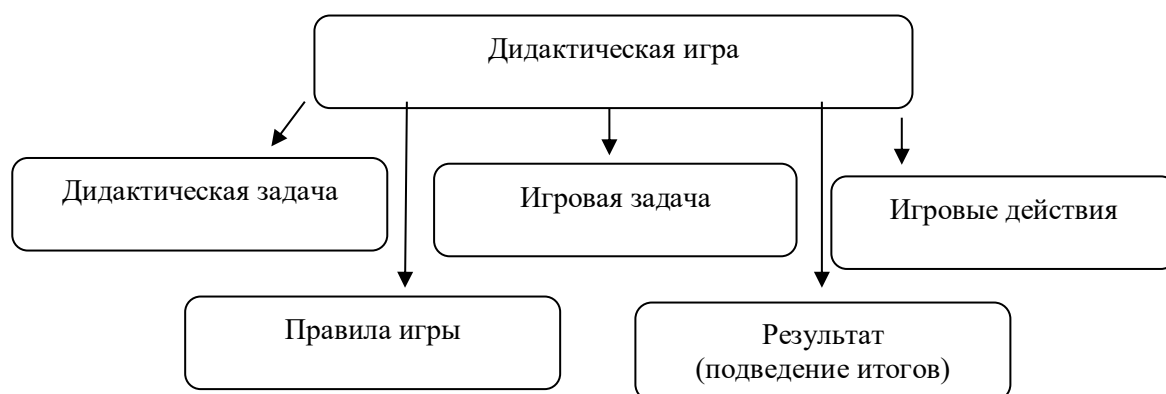 Дидактическая игра
Дидактическая задача
Игровая задача
Игровые действия
Правила игры
Результат
(подведение итогов)